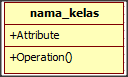 nama_kelas
+Attribute
+Operation()